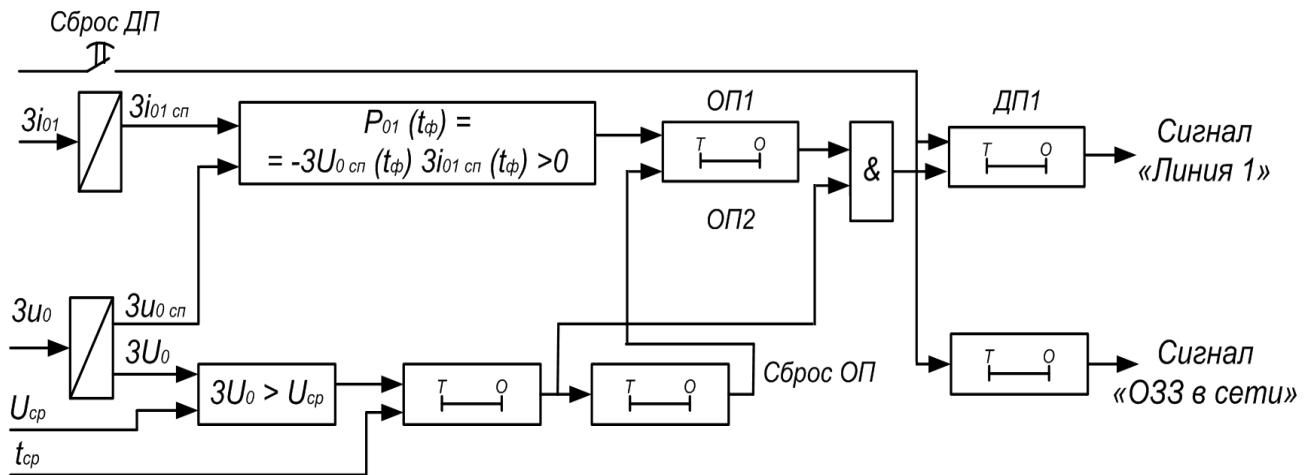 Сброс ДП
3i01
3i01 сп
P01 (tф) =
= -3U0 сп (tф) 3i01 сп (tф) >0
ОП1
T O
ОП2
&
ДП1
T O
Сигнал
«Линия 1»
3u0
3u0 сп
3U0
Uср
tср
3U0 > Uср
T O
T O
Сброс ОП
T O
Сигнал
«ОЗЗ в сети»